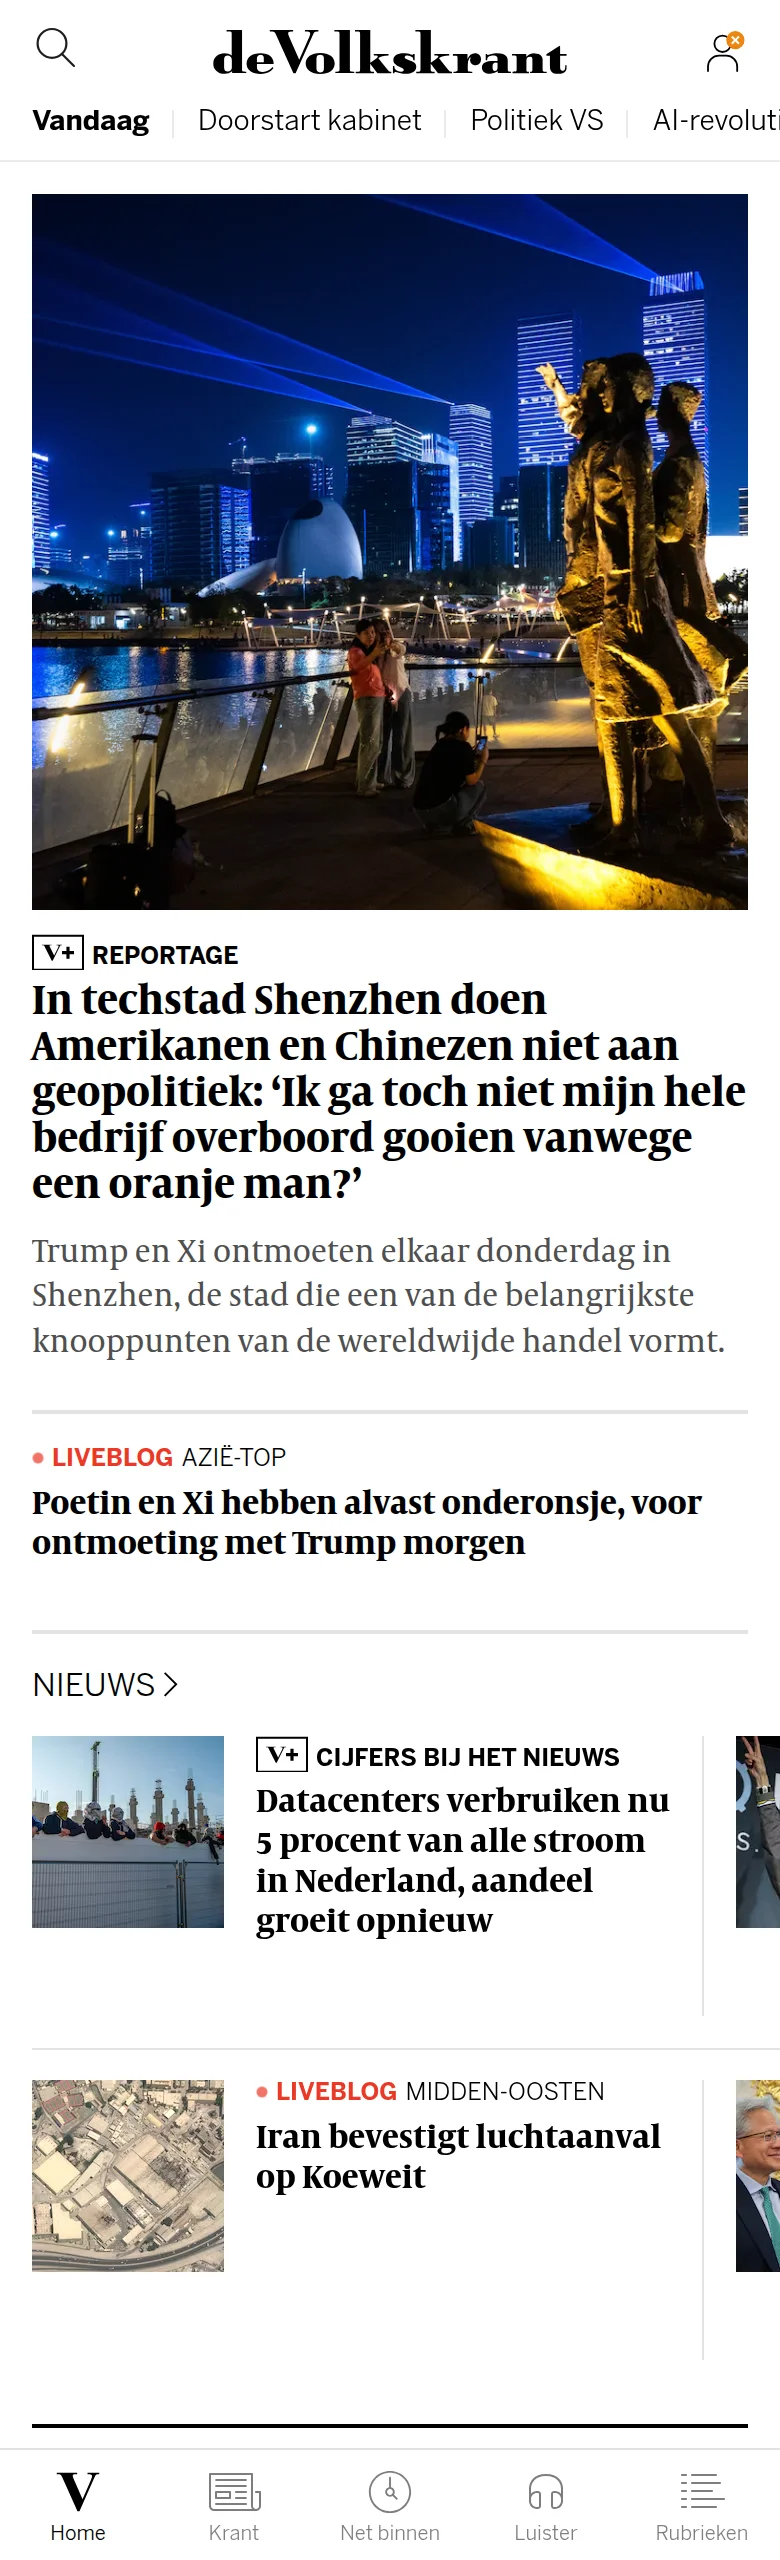 deVolkskrant
Vandaag
Doorstart kabinet
Politiek VS
AI-revoluti
V+ REPORTAGE
In techstad Shenzhen doen
Amerikanen en Chinezen niet aan
geopolitiek: ‘Ik ga toch niet mijn hele
bedrijf overboord gooien vanwege
een oranje man?’
Trump en Xi ontmoeten elkaar donderdag in
Shenzhen, de stad die een van de belangrijkste
knooppunten van de wereldwijde handel vormt.
LIVEBLOG AZIË-TOP
Poetin en Xi hebben alvast onderonsje, voor
ontmoeting met Trump morgen
NIEUWS
V+ CIJFERS BIJ HET NIEUWS
Datacenters verbruiken nu
5 procent van alle stroom
in Nederland, aandeel
groeit opnieuw
S.
LIVEBLOG MIDDEN-OOSTEN
Iran bevestigt luchtaanval
op Koeweit
V
Home
Krant
Net binnen
Luister
Rubrieken